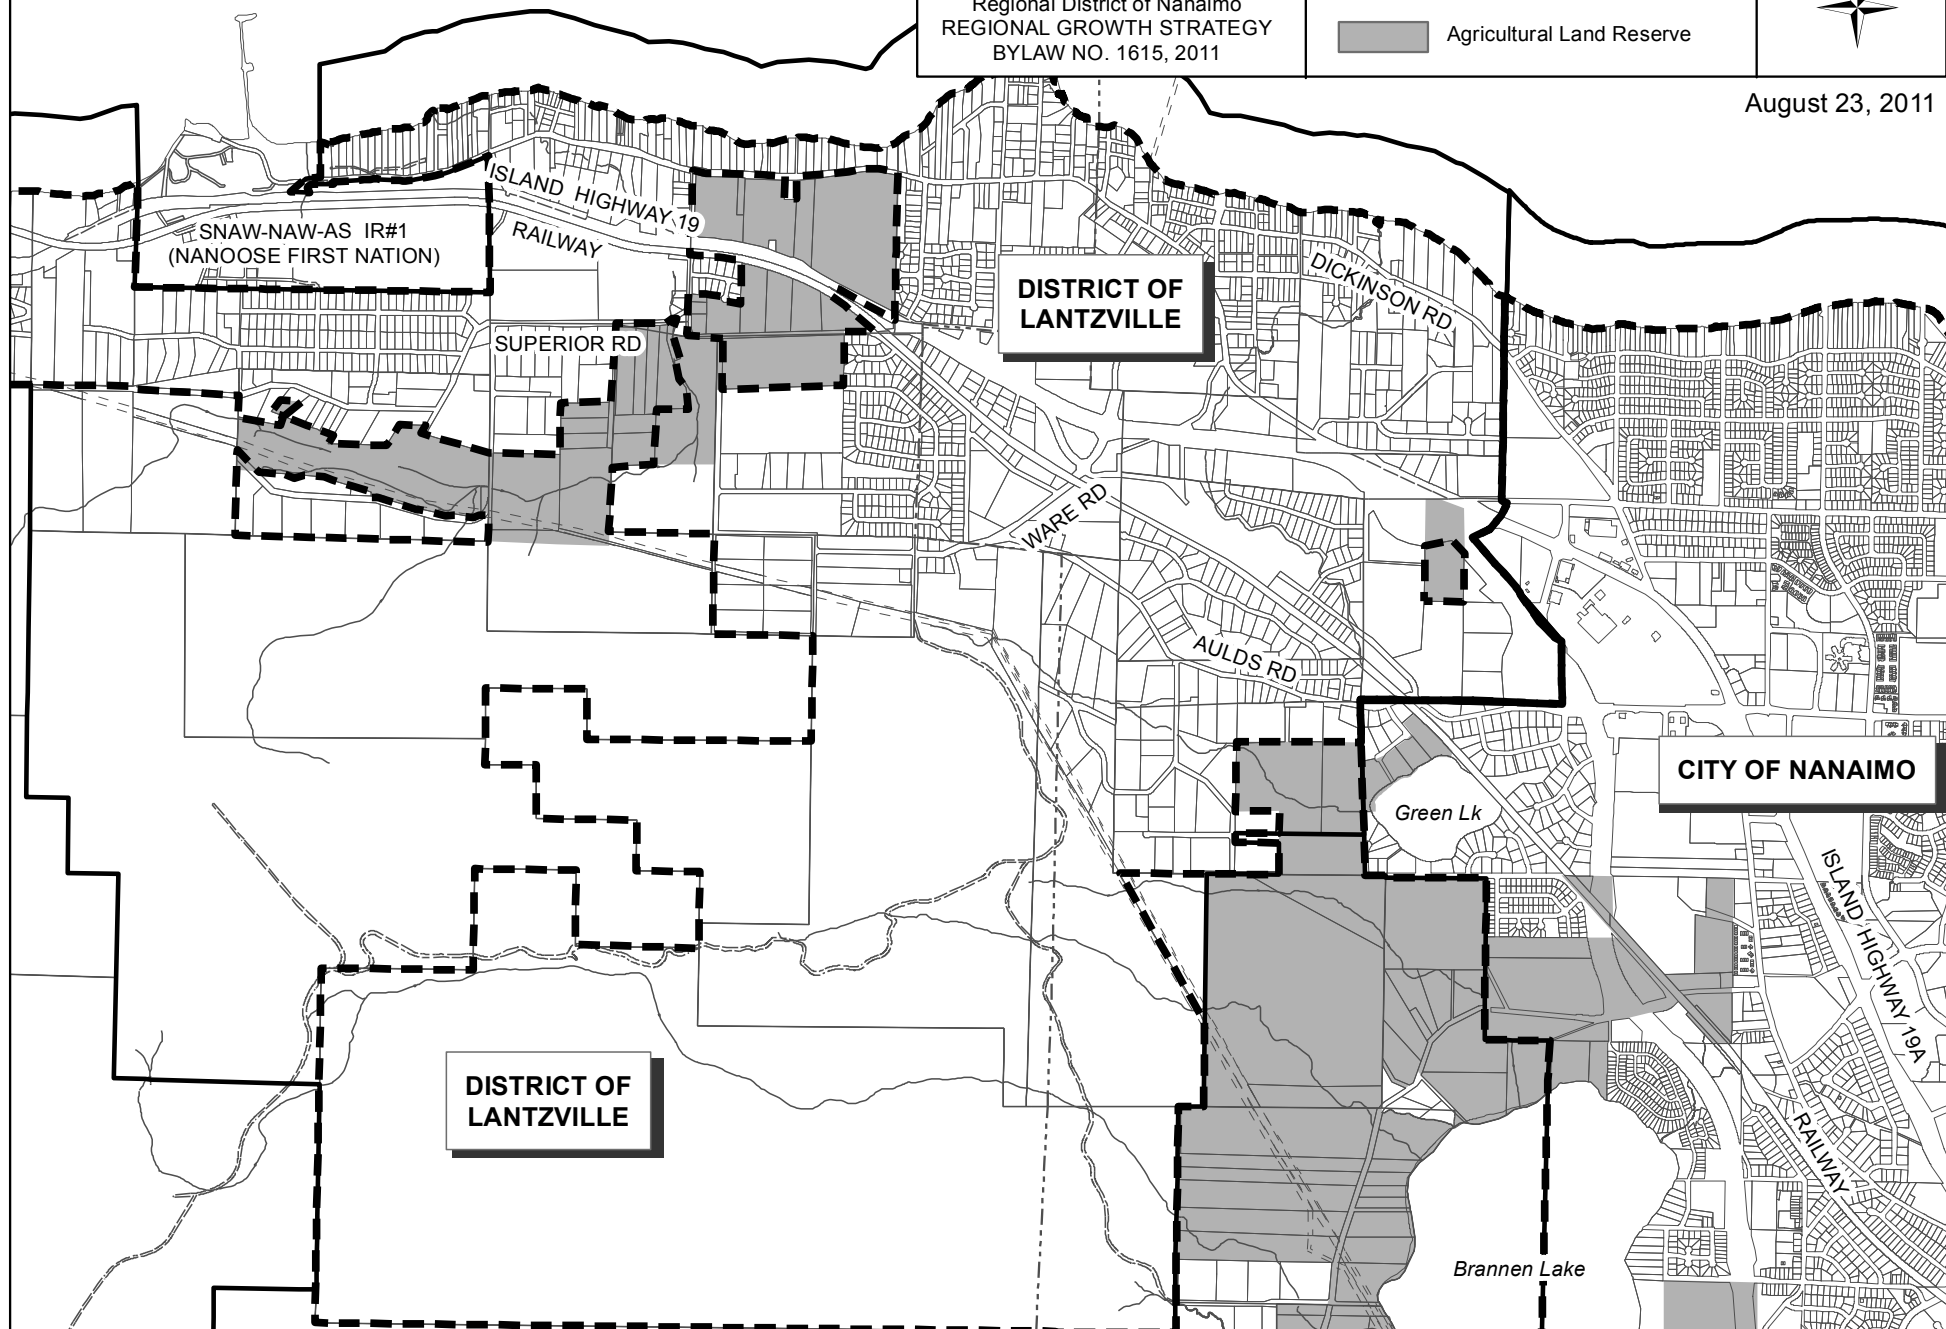 Regional District of Nanaimo
REGIONAL GROWTH STRATEGY
BYLAW NO. 1615, 2011
Agricultural Land Reserve
August 23, 2011
ISLAND HIGHWAY 19
RAILWAY
SNAW-NAW-AS IR#1
(NANOOSE FIRST NATION)
DISTRICT OF
LANTZVILLE
DICKINSON RD
SUPERIOR RD
WARE RD
AULDS RD
CITY OF NANAIMO
Green Lk
ISLAND HIGHWAY 19A
DISTRICT OF
LANTZVILLE
RAILWAY
Brannen Lake